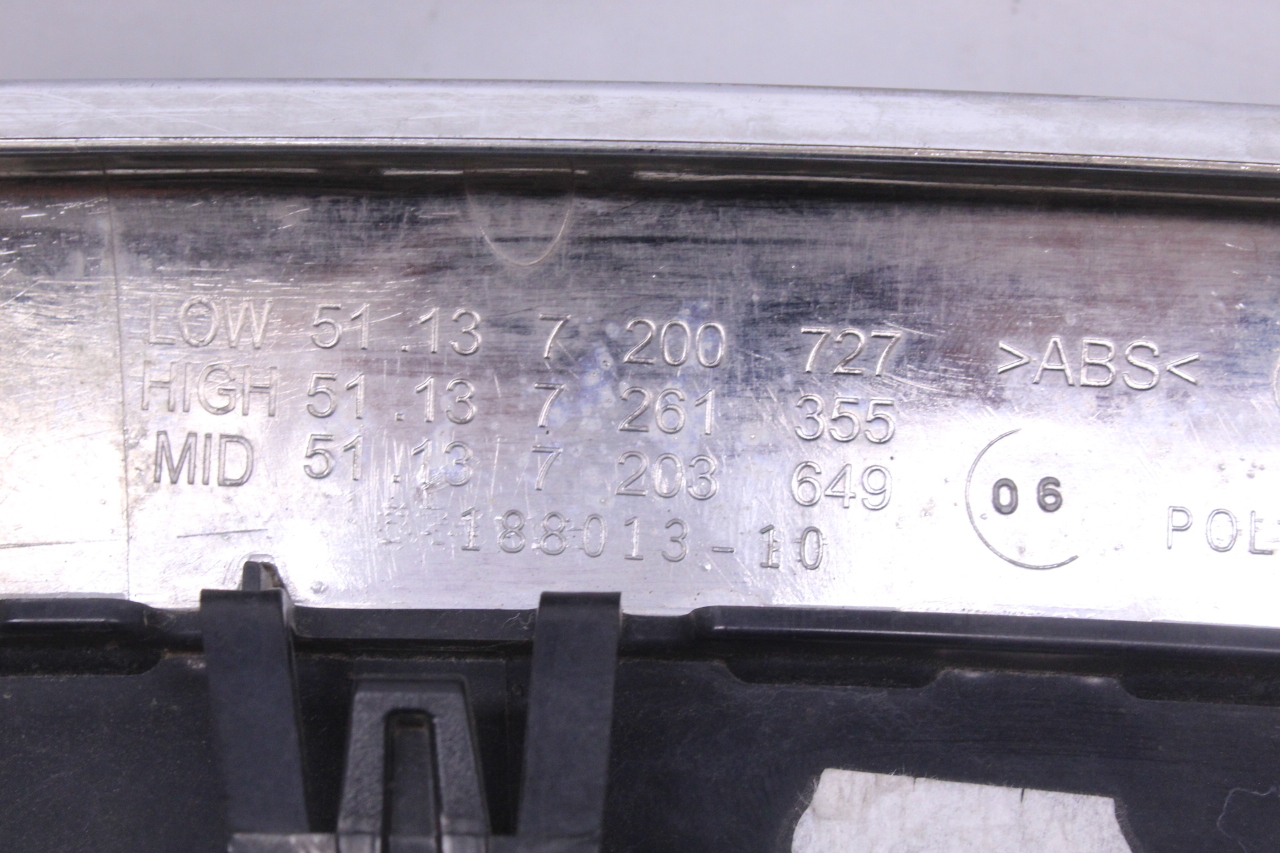 LOW 51.13 7 200 727
HIGH 51.13 7 261 355
MID 51.13 7 203 649
188013-10
>ABS<
06
POL